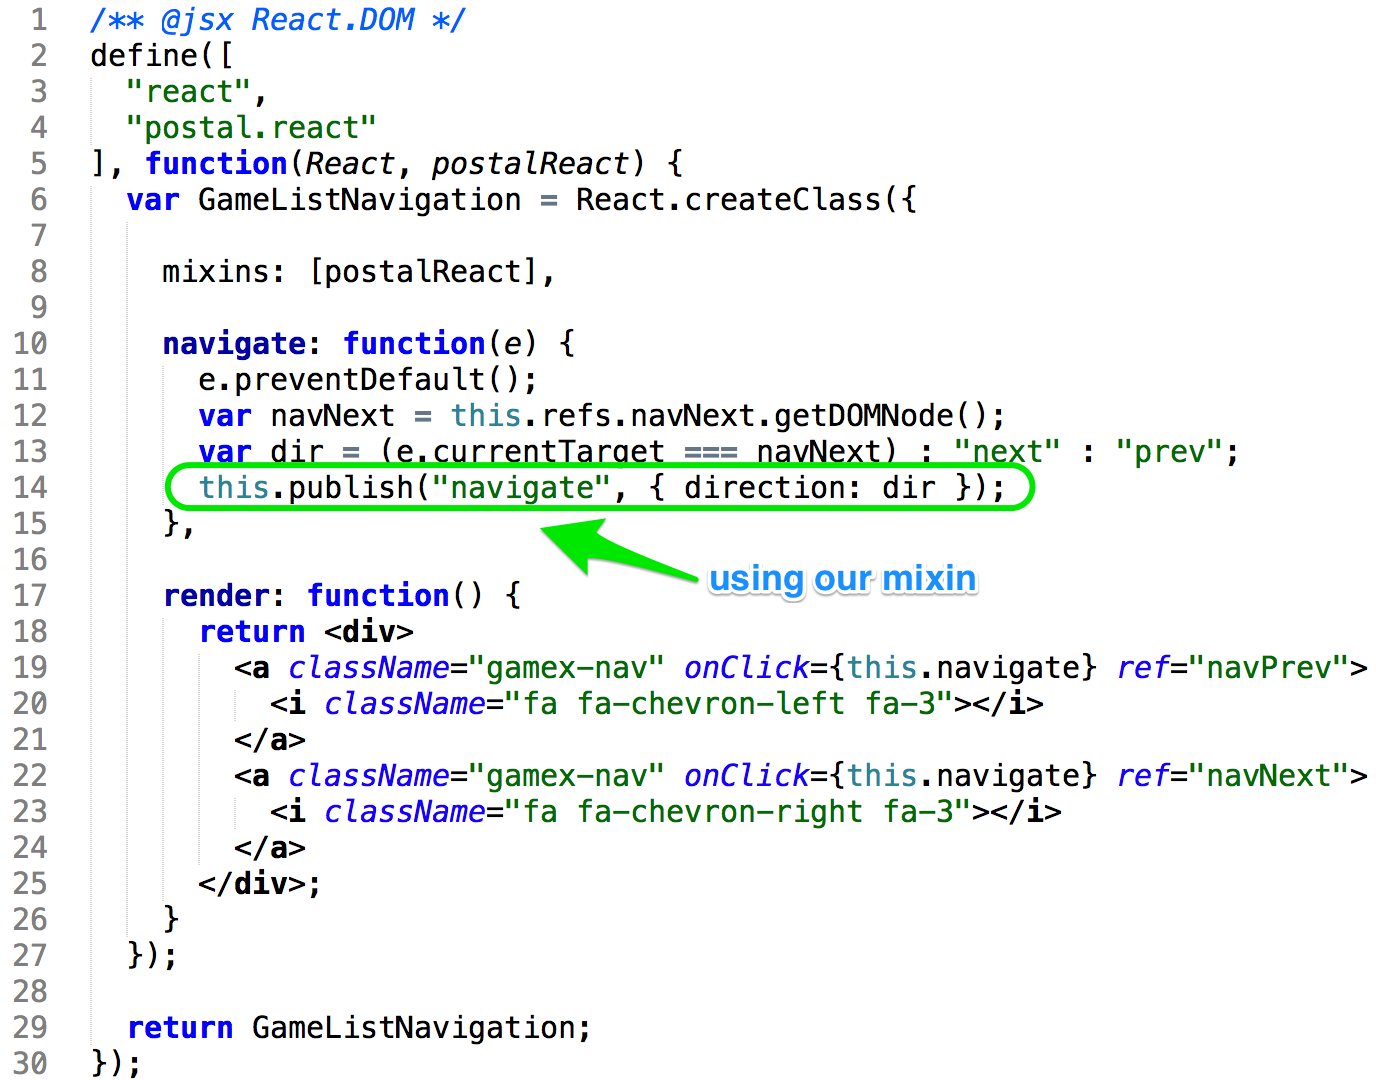 1 /** @jsx React.DOM */
2 define([
3 "react",
4 "postal.react"
5 ], function(React, postalReact) {
6 var GameListNavigation = React.createClass({
7
8 mixins: [postalReact],
9
10 navigate: function(e) {
11 e.preventDefault();
12 var navNext = this.refs.navNext.getDOMNode();
13 var dir = (e.currentTarget === navNext) : "next" : "prev";
14 this.publish("navigate", { direction: dir });
15 },
16
using our mixin
17 render: function() {
18 return <div>
19 <a className="gamex-nav" onClick={this.navigate} ref="navPrev">
20 <i className="fa fa-chevron-left fa-3"></i>
21 </a>
22 <a className="gamex-nav" onClick={this.navigate} ref="navNext">
23 <i className="fa fa-chevron-right fa-3"></i>
24 </a>
25 </div>;
26 }
27 });
28
29 return GameListNavigation;
30 });